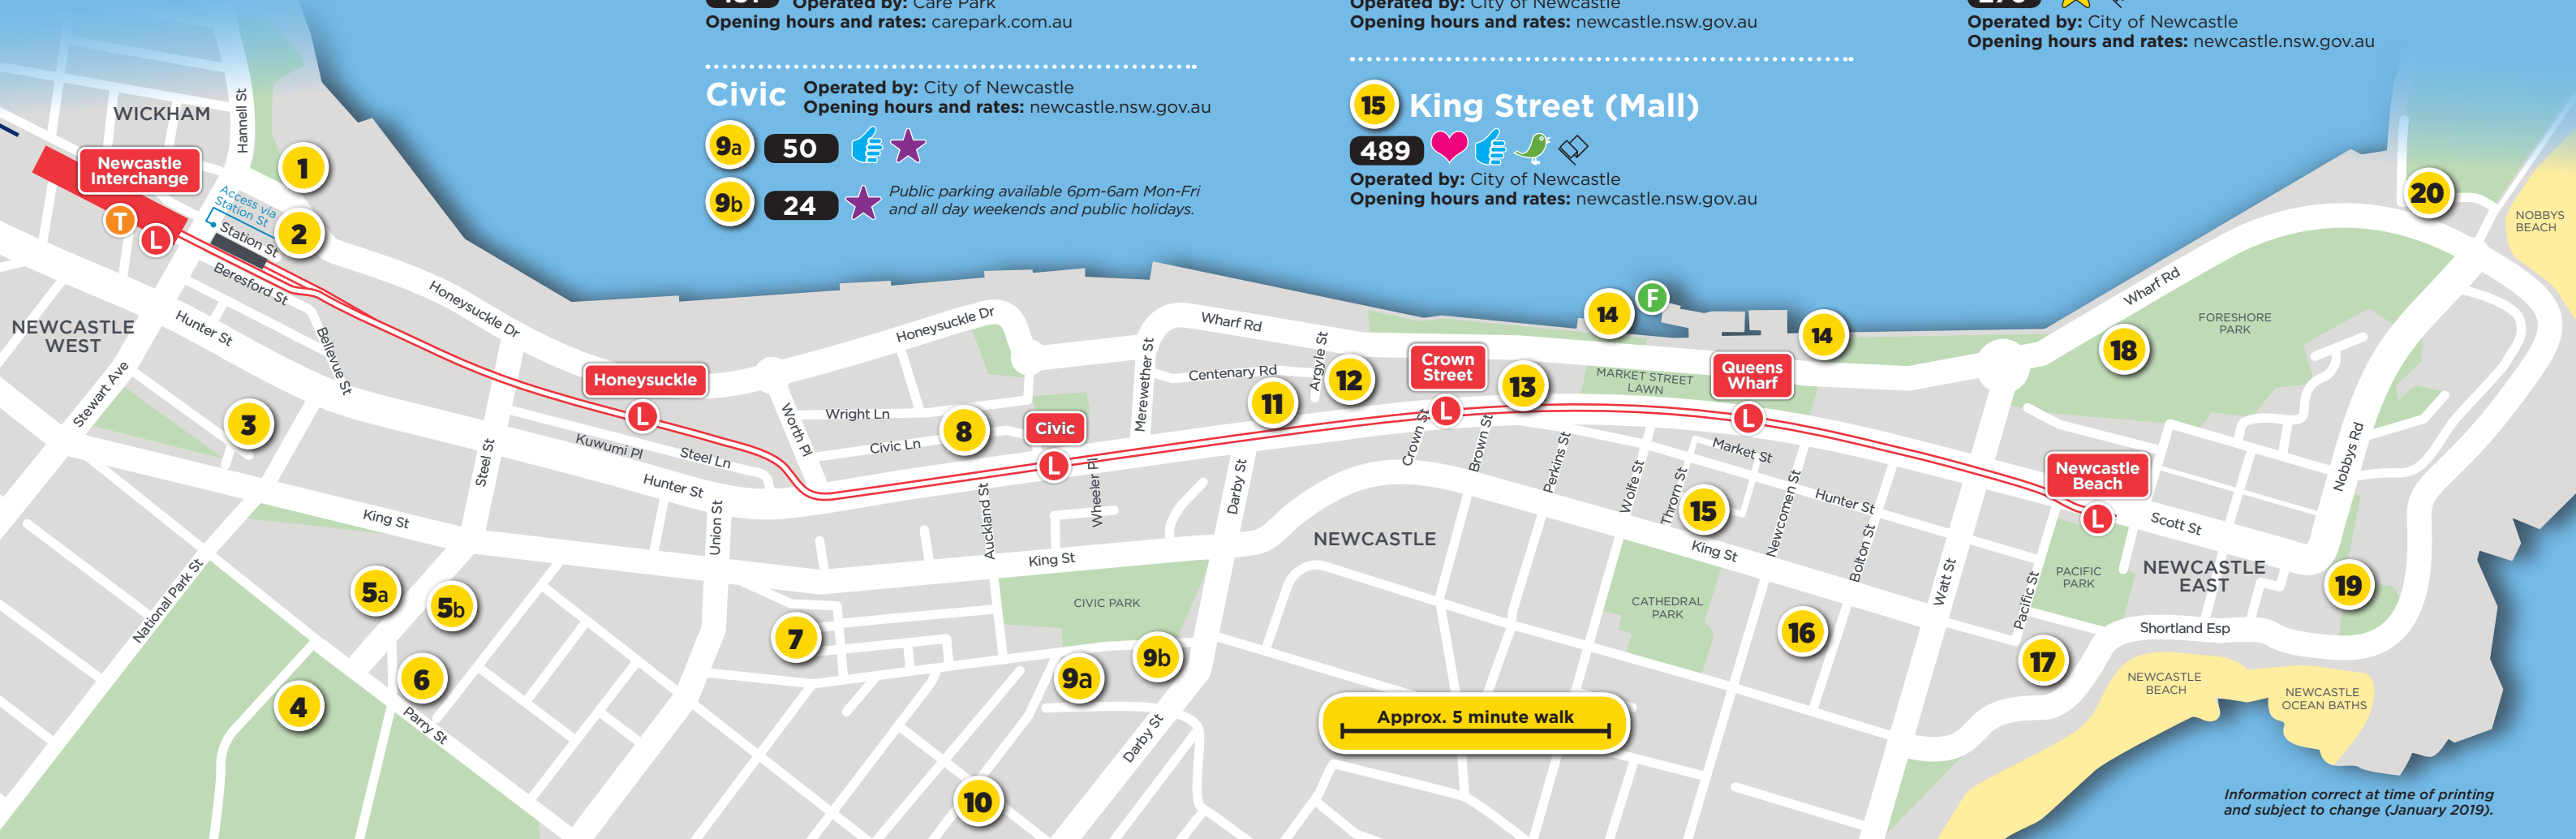 Operated by: Care Park
Opening hours and rates: carepark.com.au
Operated by: City of Newcastle
Opening hours and rates: newcastle.nsw.gov.au
Operated by: City of Newcastle
Opening hours and rates: newcastle.nsw.gov.au
Civic
Operated by: City of Newcastle
Opening hours and rates: newcastle.nsw.gov.au
9a 50
9b 24
Public parking available 6pm-6am Mon-Fri
and all day weekends and public holidays.
15 King Street (Mall)
489
Operated by: City of Newcastle
Opening hours and rates: newcastle.nsw.gov.au
WICKHAM
Hannell St
Newcastle
Interchange
T
L
1
Access via
Station St
2
Station St
Beresford St
Honeysuckle Dr
NEWCASTLE
WEST
Hunter St
Bellevue St
Stewart Ave
3
Honeysuckle
L
Kuwumi Pl
Steel Ln
Steel St
Hunter St
King St
Union St
National Park St
5a
5b
6
4
Parry St
Honeysuckle Dr
Worth Pl
Wright Ln
Civic Ln
8
Civic
L
Auckland St
Wheeler Pl
King St
CIVIC PARK
7
9a
9b
10
Darby St
Darby St
Merewether St
Wharf Rd
Centenary Rd
Argyle St
11
12
Crown
Street
L
Crown St
Brown St
13
14
F
MARKET STREET
LAWN
Queens
Wharf
L
14
Perkins St
Wolfe St
Thorn St
15
Market St
Newcomen St
Hunter St
Bolton St
King St
NEWCASTLE
CATHEDRAL
PARK
16
Watt St
Approx. 5 minute walk
Wharf Rd
FORESHORE
PARK
18
20
NOBBYS
BEACH
Nobbys Rd
Newcastle
Beach
L
Scott St
PACIFIC
PARK
Pacific St
NEWCASTLE
EAST
19
Shortland Esp
17
NEWCASTLE
BEACH
NEWCASTLE
OCEAN BATHS
Information correct at time of printing
and subject to change (January 2019).